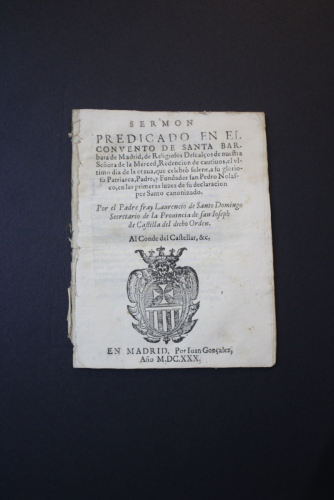 SERMON
PREDICADO EN EL
CONVENTO DE SANTA BAR-
bara de Madrid, de Religiosos Descalços de nuestra
Señora de la Merced, Redencion de cautiuos, el vl-
timo dia de la otaua, que celebrò solene, a su glorio-
so Patriarca, Padre, y Fundador san Pedro Nolas-
co, en las primeras luzes de su declaracion
por Santo canonizado.
Por el Padre fray Laurencio de Santo Domingo
Secretario de la Prouincia de san Ioseph
de Castilla del dicho Orden.
Al Conde del Castellar, &c.
EN MADRID, Por Iuan Gonçalez,
Año M.DC.XXX.